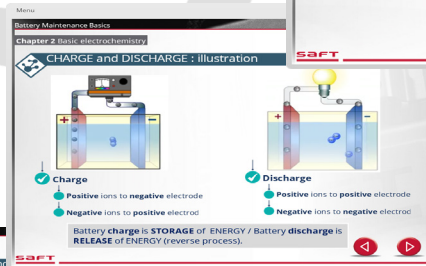 Menu
Battery Maintenance Basics
Chapter 2 Basic electrochemistry
saft
CHARGE and DISCHARGE : illustration
+
-
+
-
Charge
Positive ions to negative electrode
Negative ions to positive electrod
Discharge
Positive ions to positive electrode
Negative ions to negative electrod
Battery charge is STORAGE of ENERGY / Battery discharge is
RELEASE of ENERGY (reverse process).
saft